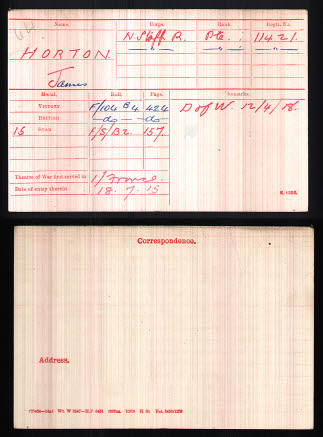 Name. Corps. Rank. Regtl. No.
HORTON N. Staff. R. Pte. 11421.
James — „ — — „ — „
Medal. Roll. Page. Remarks.
VICTORY F/104 B4 424 D of W. 12/4/18
BRITISH —do— —do—
15 STAR F/5/B2. 157.
Theatre of War first served in 1) France
Date of entry therein 18. 7. 15
Correspondence.
Address.